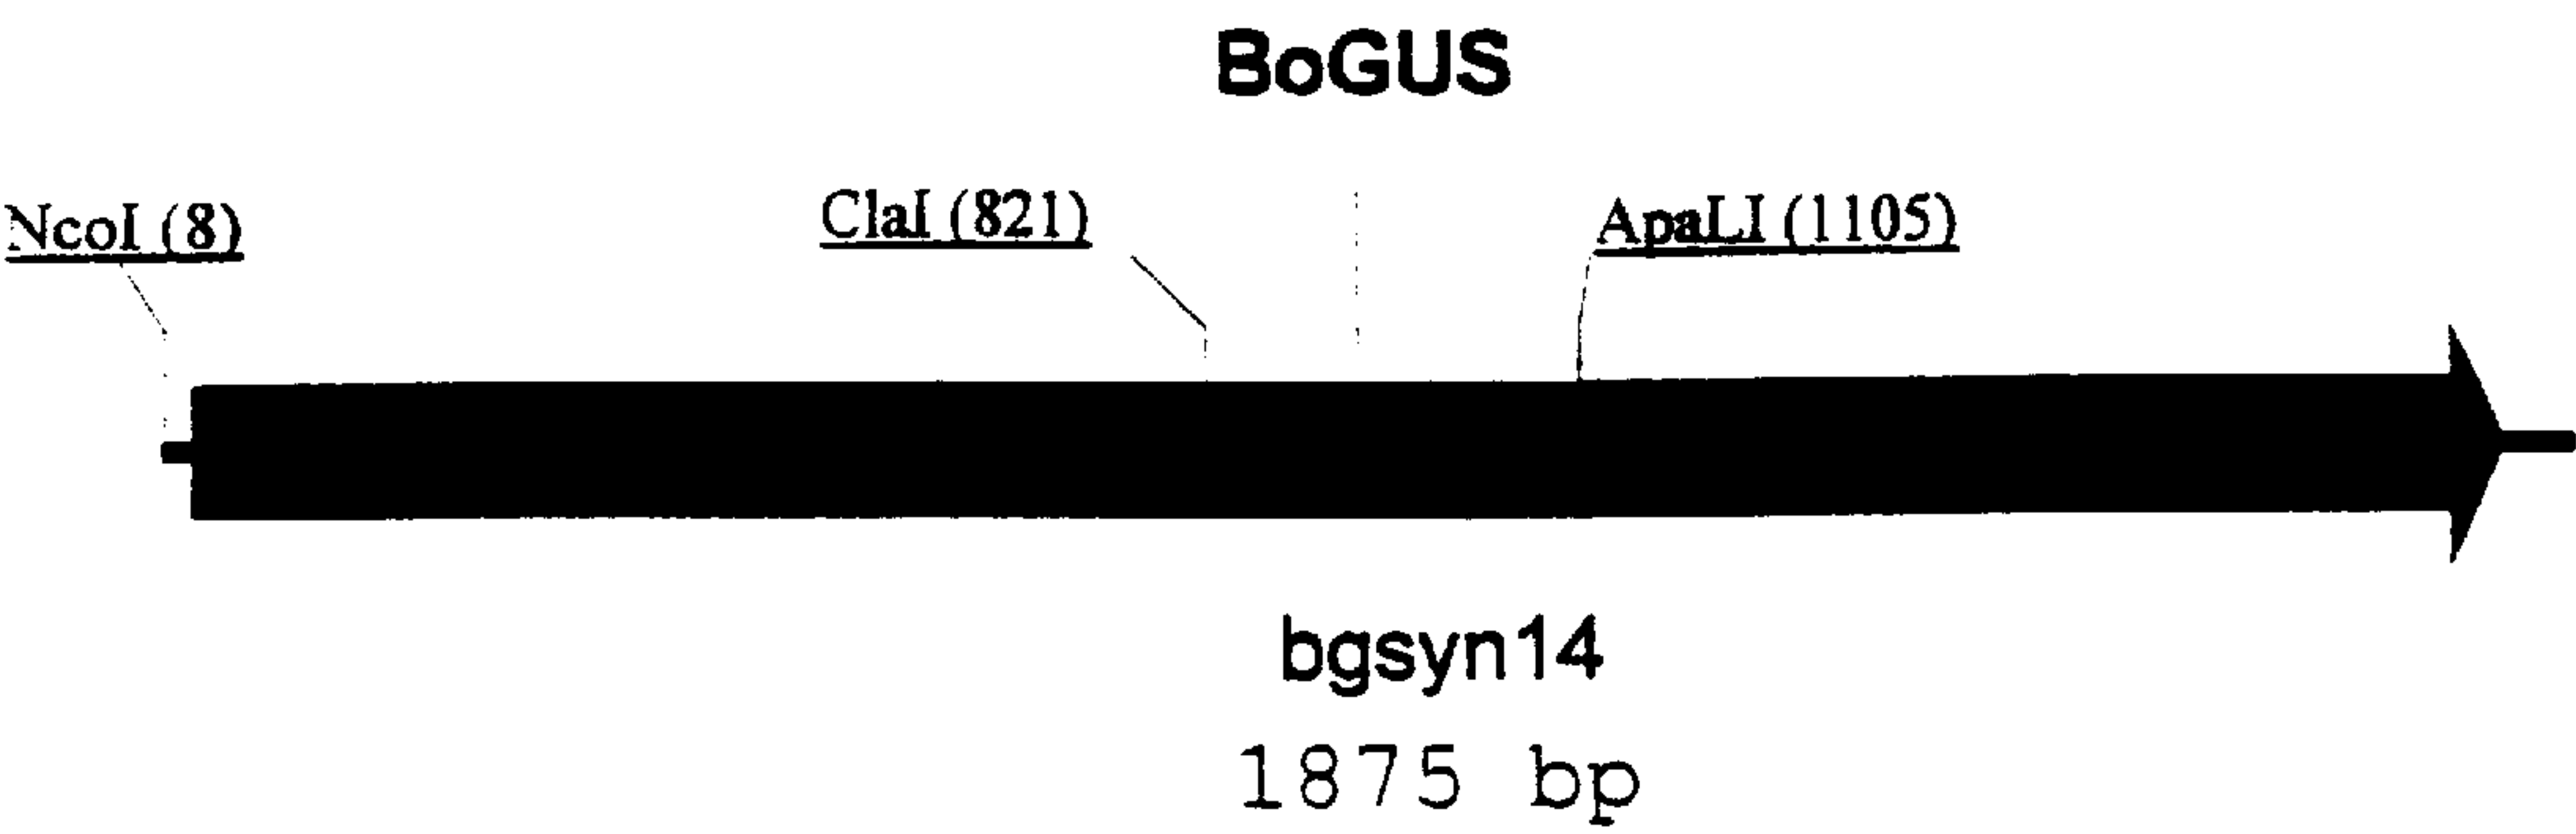 BoGUS
NcoI (8)
ClaI (821)
ApaLI (1105)
bgsyn14
1875 bp